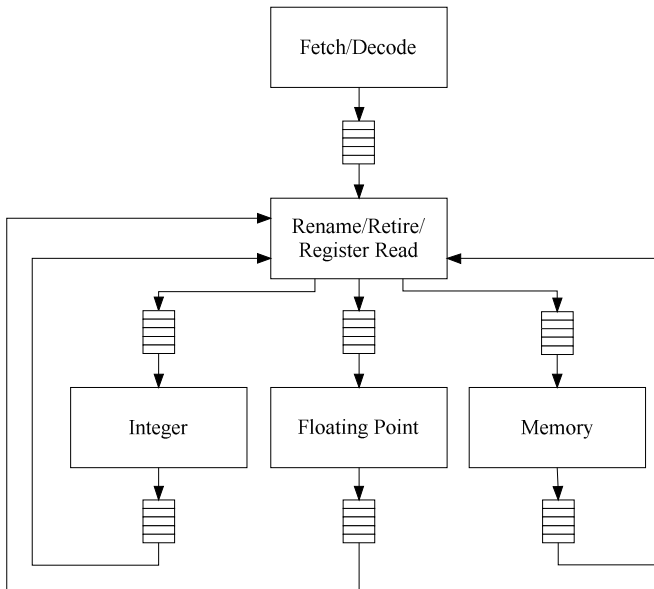 Fetch/Decode
Rename/Retire/
Register Read
Integer
Floating Point
Memory